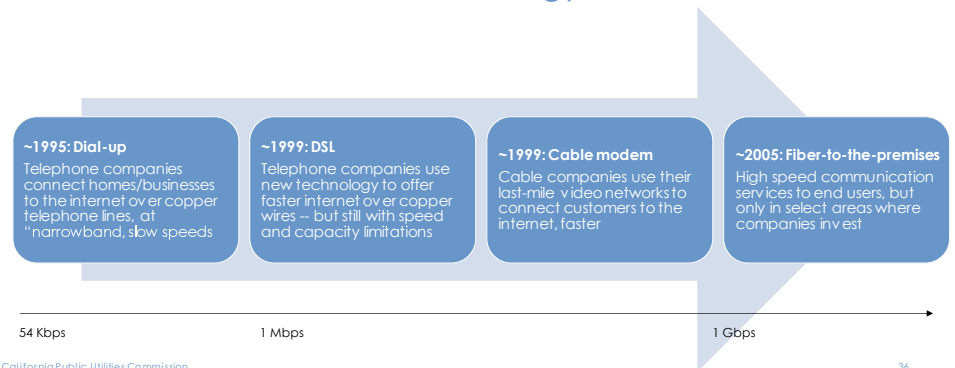 ~1995: Dial-up
Telephone companies
connect homes/businesses
to the internet over copper
telephone lines, at
“narrowband, slow speeds
~1999: DSL
Telephone companies use
new technology to offer
faster internet over copper
wires -- but still with speed
and capacity limitations
~1999: Cable modem
Cable companies use their
last-mile video networks to
connect customers to the
internet, faster
~2005: Fiber-to-the-premises
High speed communication
services to end users, but
only in select areas where
companies invest
54 Kbps
1 Mbps
1 Gbps
California Public Utilities Commission
36